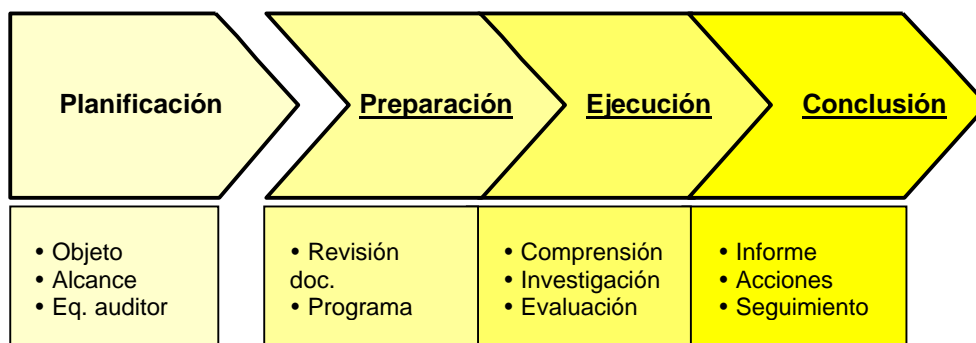 Planificación
Preparación
Ejecución
Conclusión
• Objeto
• Alcance
• Eq. auditor
• Revisión
doc.
• Programa
• Comprensión
• Investigación
• Evaluación
• Informe
• Acciones
• Seguimiento